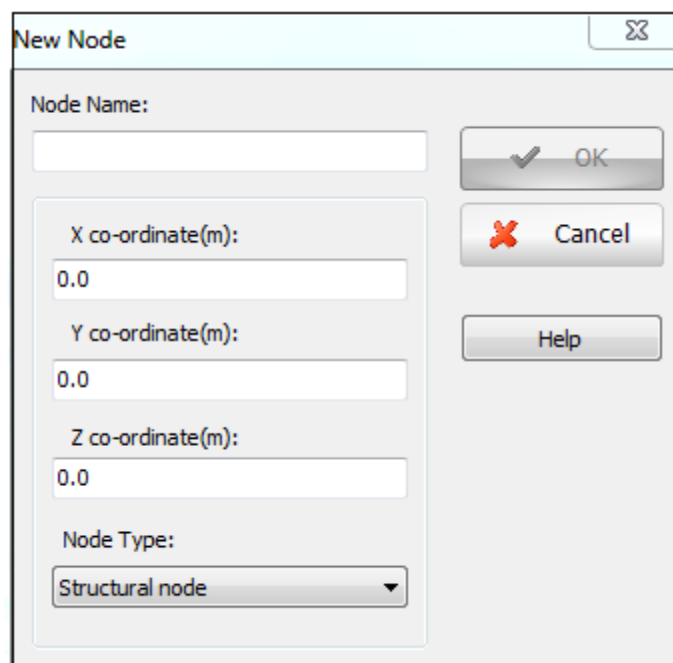 New Node
Node Name:
OK
X co-ordinate(m):
Cancel
0.0
Y co-ordinate(m):
Help
0.0
Z co-ordinate(m):
0.0
Node Type:
Structural node